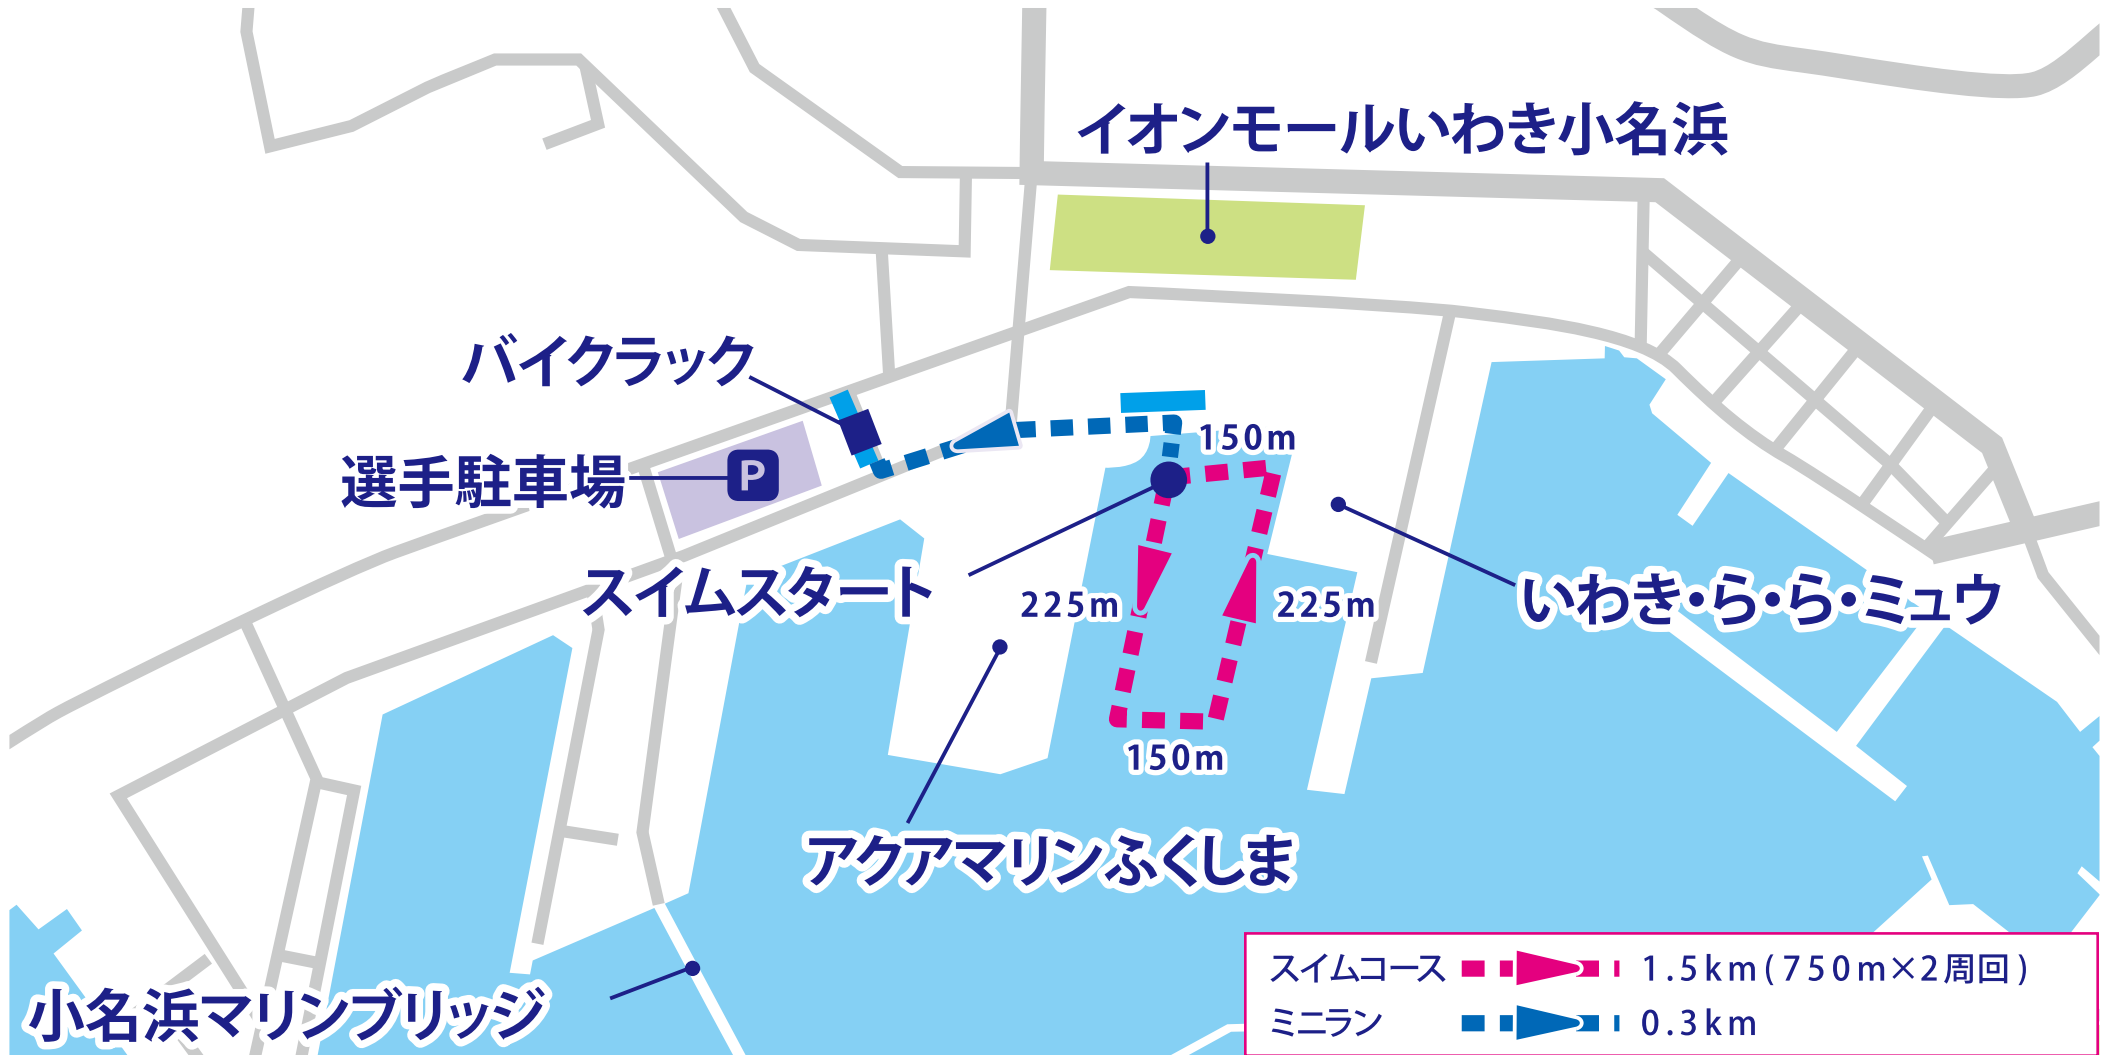 イオンモールいわき小名浜
バイクラック
150m
選手駐車場
P
スイムスタート
225m
225m
いわき・ら・ら・ミュウ
150m
アクアマリンふくしま
小名浜マリンブリッジ
スイムコース 1.5km(750m×2周回)
ミニラン 0.3km